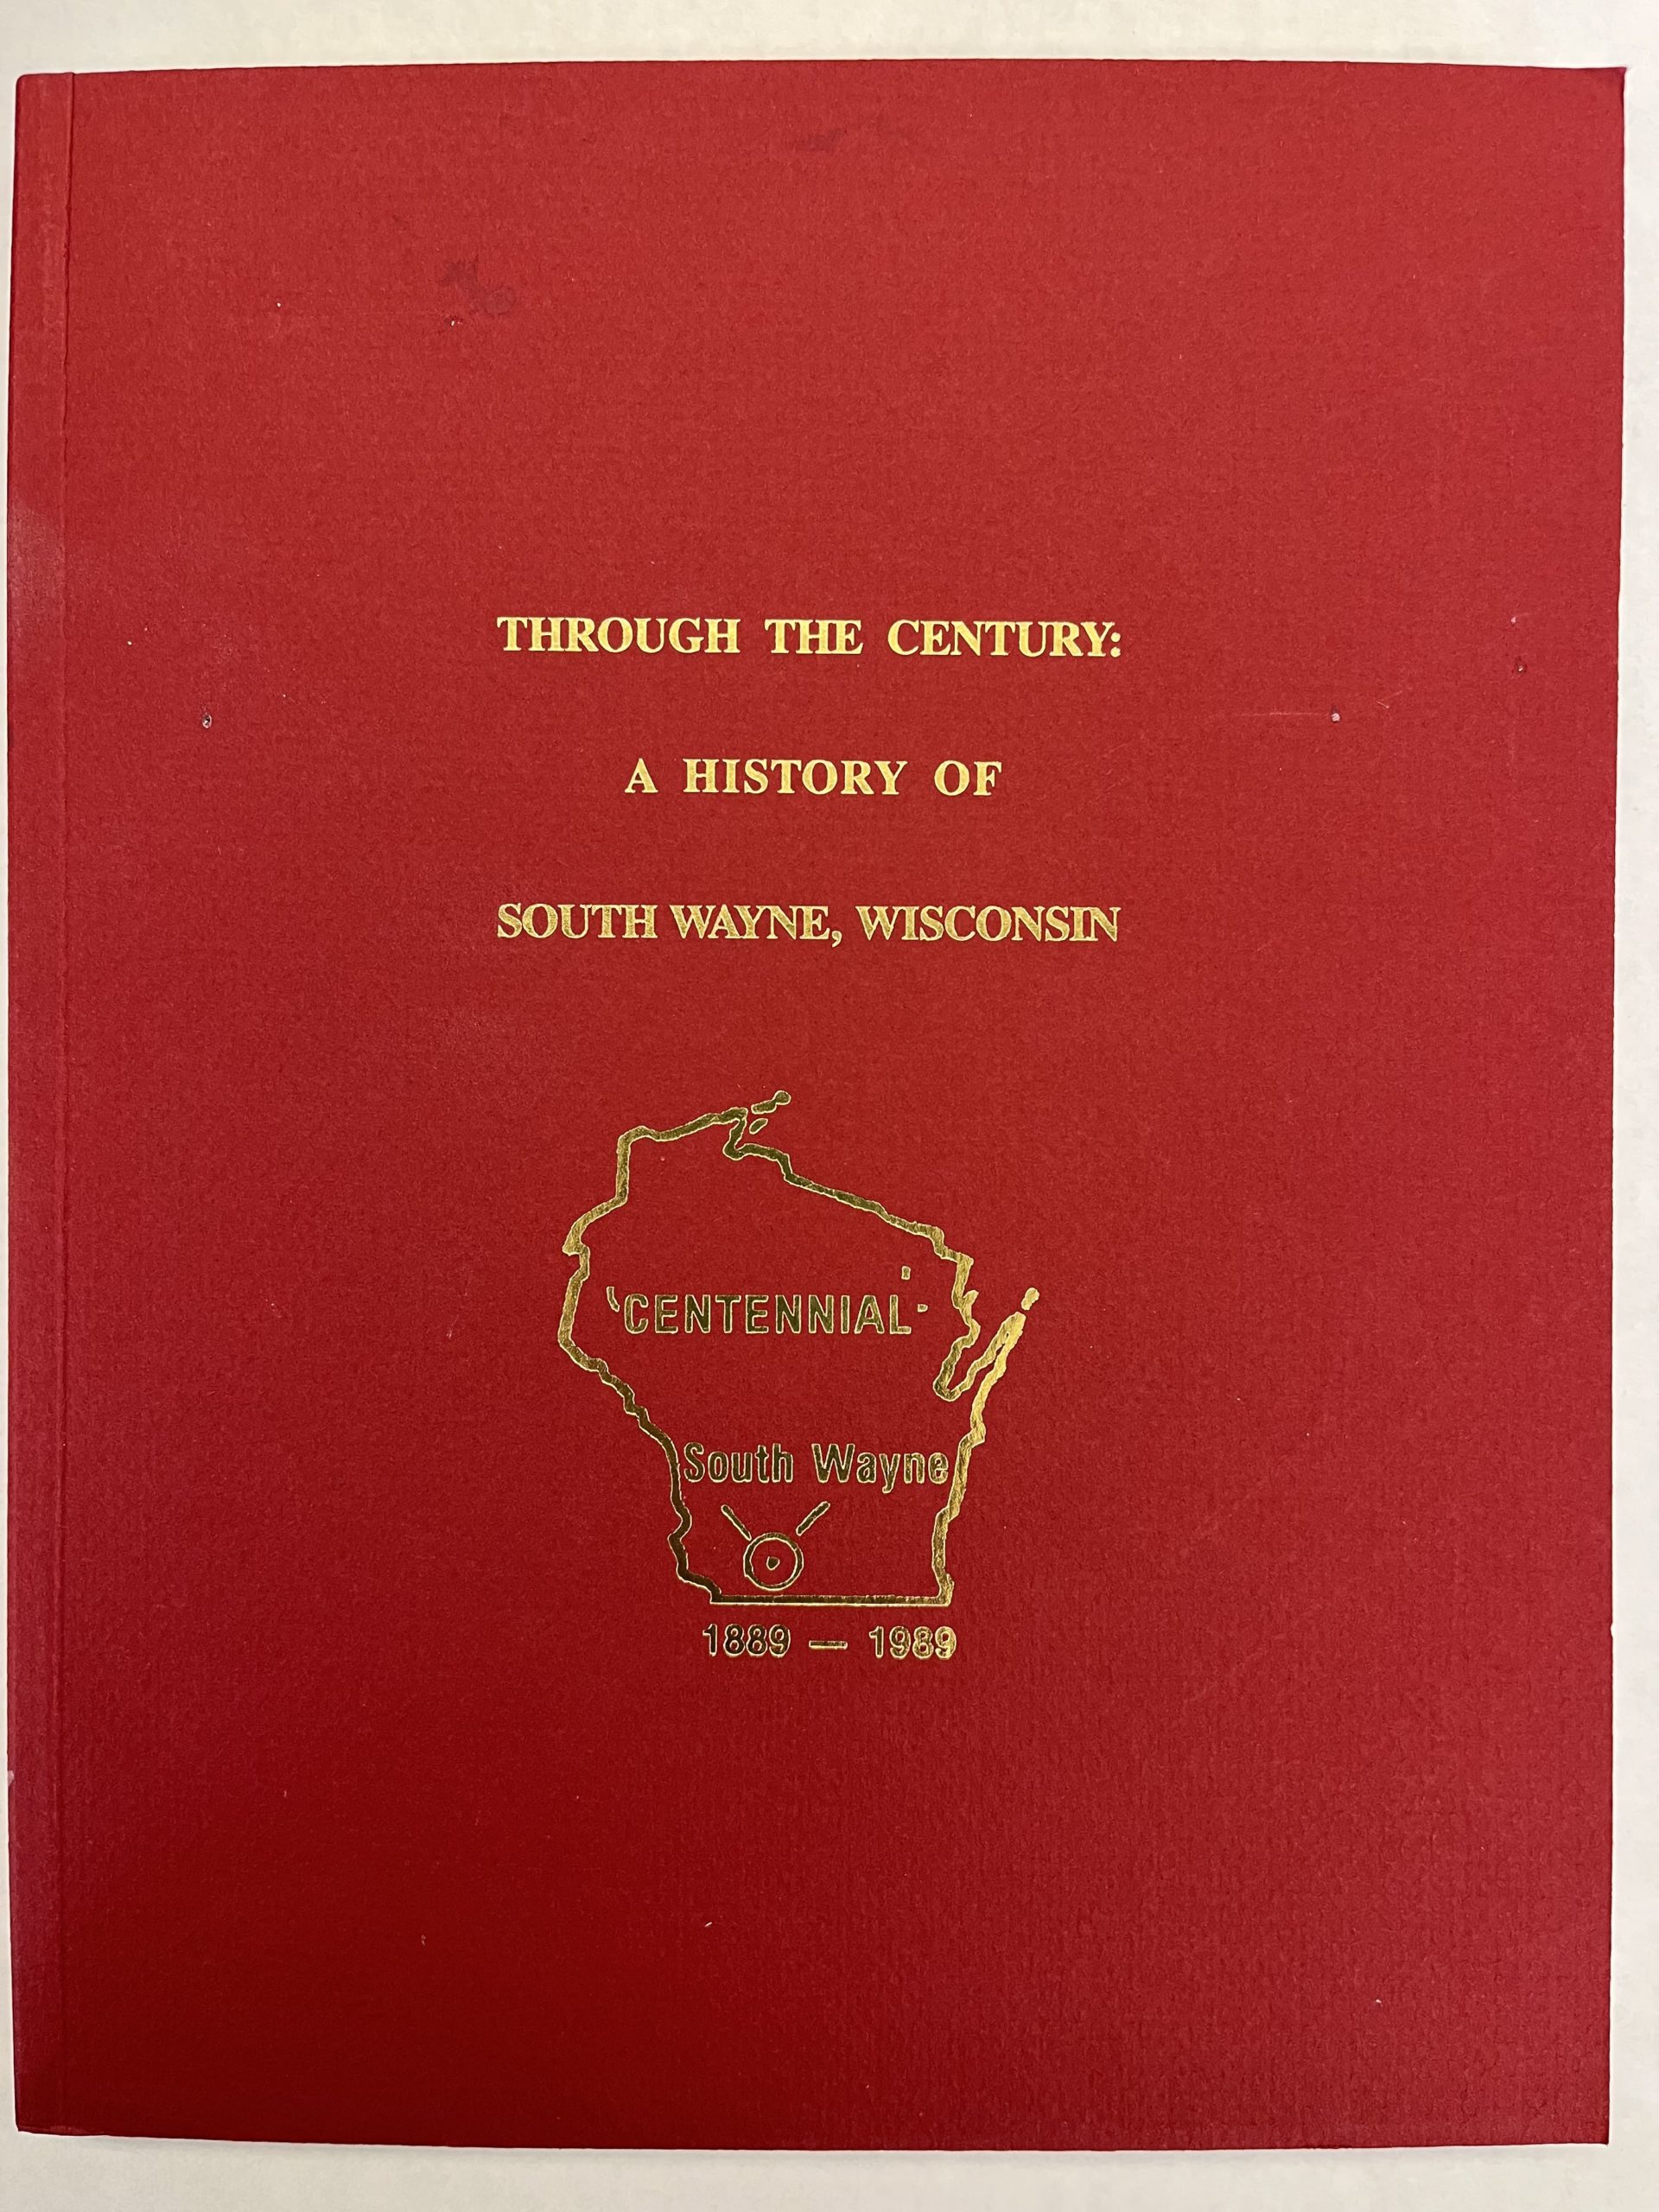 THROUGH THE CENTURY:
A HISTORY OF
SOUTH WAYNE, WISCONSIN
'CENTENNIAL'
South Wayne
1889 — 1989